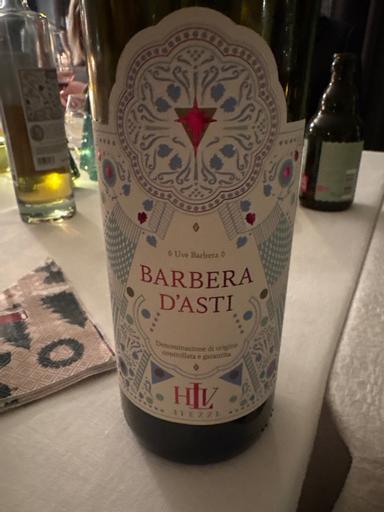 Uve Barbera
BARBERA
D'ASTI
Denominazione di origine
controllata e garantita